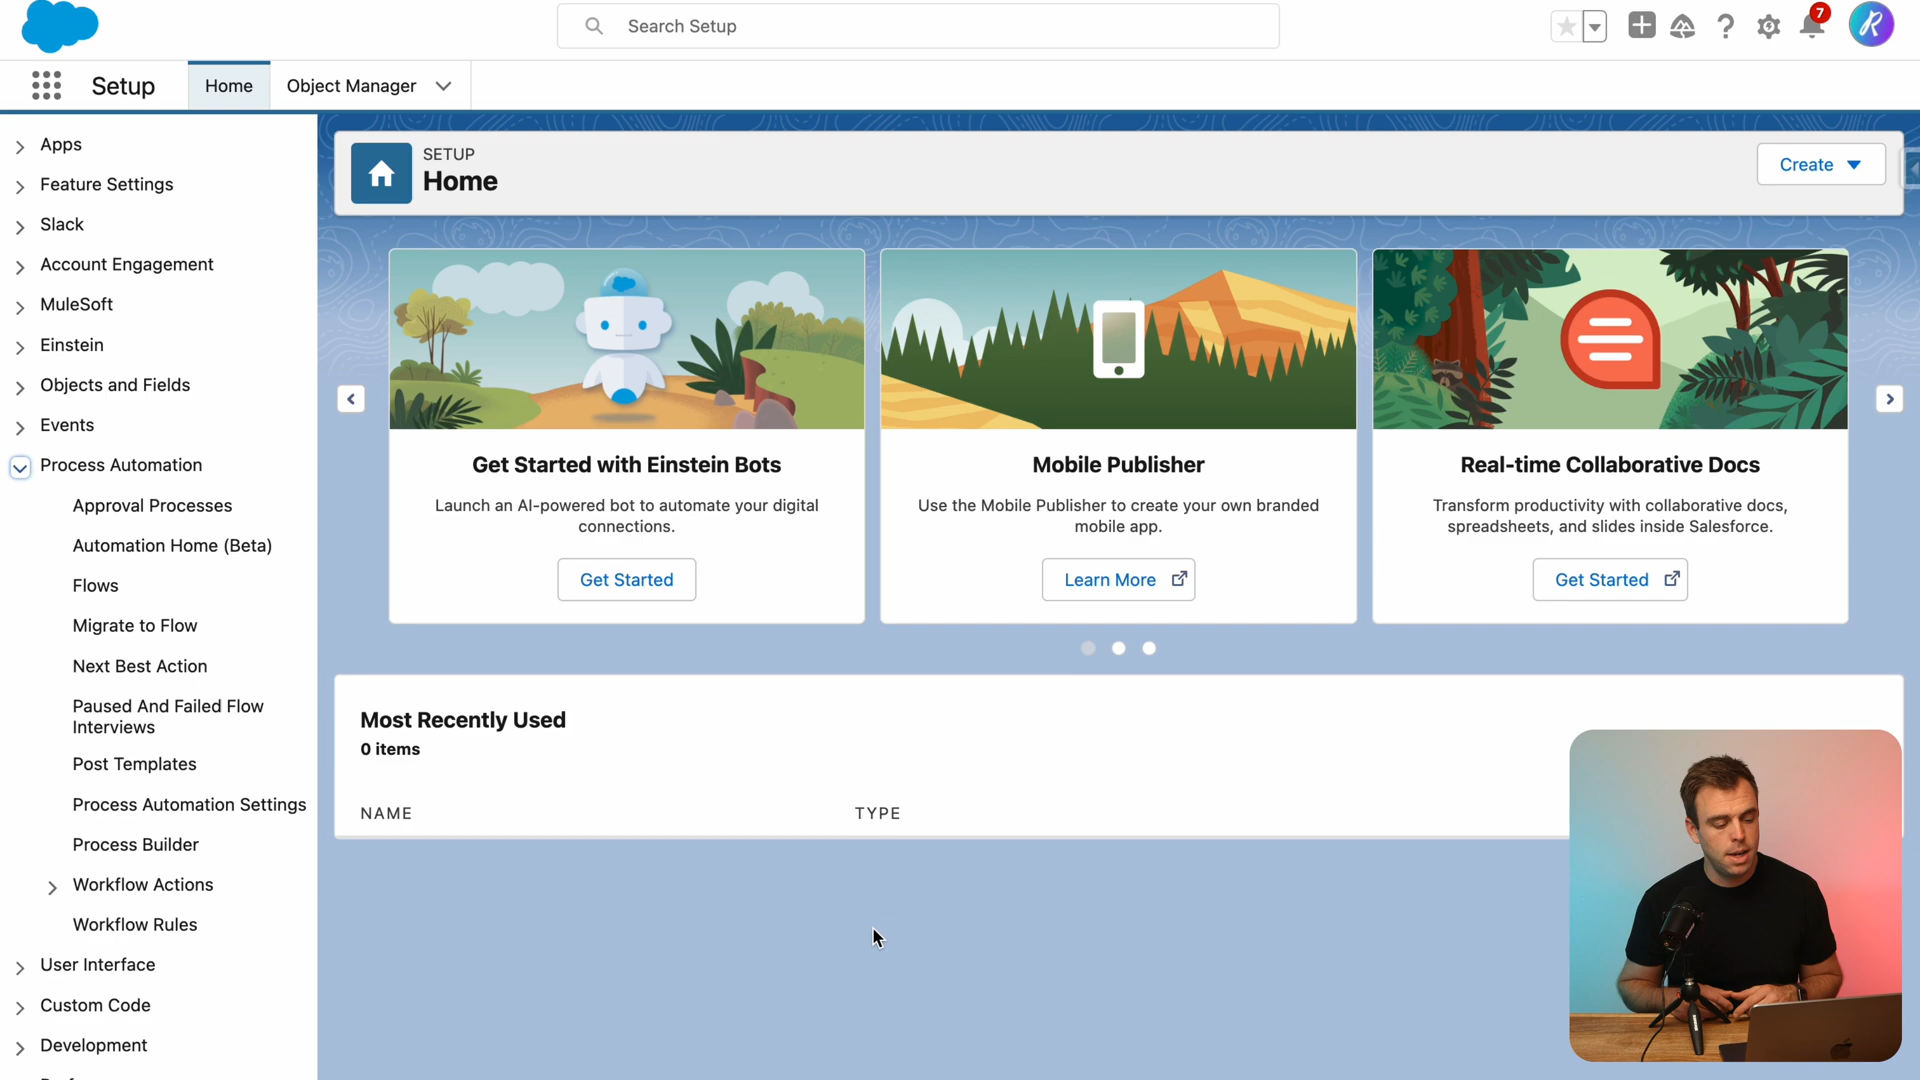 Search Setup
7
R
Setup
Home
Object Manager
Apps
Feature Settings
Slack
Account Engagement
MuleSoft
Einstein
Objects and Fields
Events
Process Automation
Approval Processes
Automation Home (Beta)
Flows
Migrate to Flow
Next Best Action
Paused And Failed Flow
Interviews
Post Templates
Process Automation Settings
Process Builder
Workflow Actions
Workflow Rules
User Interface
Custom Code
Development
SETUP
Home
Create
Get Started with Einstein Bots
Launch an AI-powered bot to automate your digital
connections.
Get Started
Mobile Publisher
Use the Mobile Publisher to create your own branded
mobile app.
Learn More
Real-time Collaborative Docs
Transform productivity with collaborative docs,
spreadsheets, and slides inside Salesforce.
Get Started
Most Recently Used
0 items
NAME
TYPE